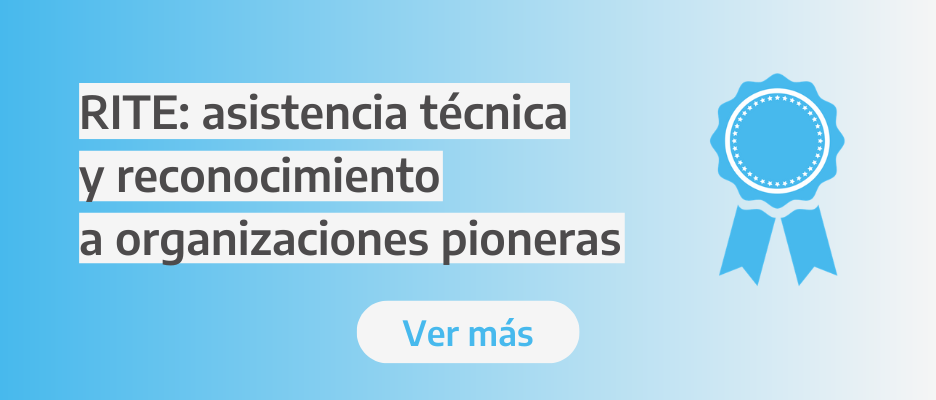 RITE: asistencia técnica
y reconocimiento
a organizaciones pioneras
Ver más